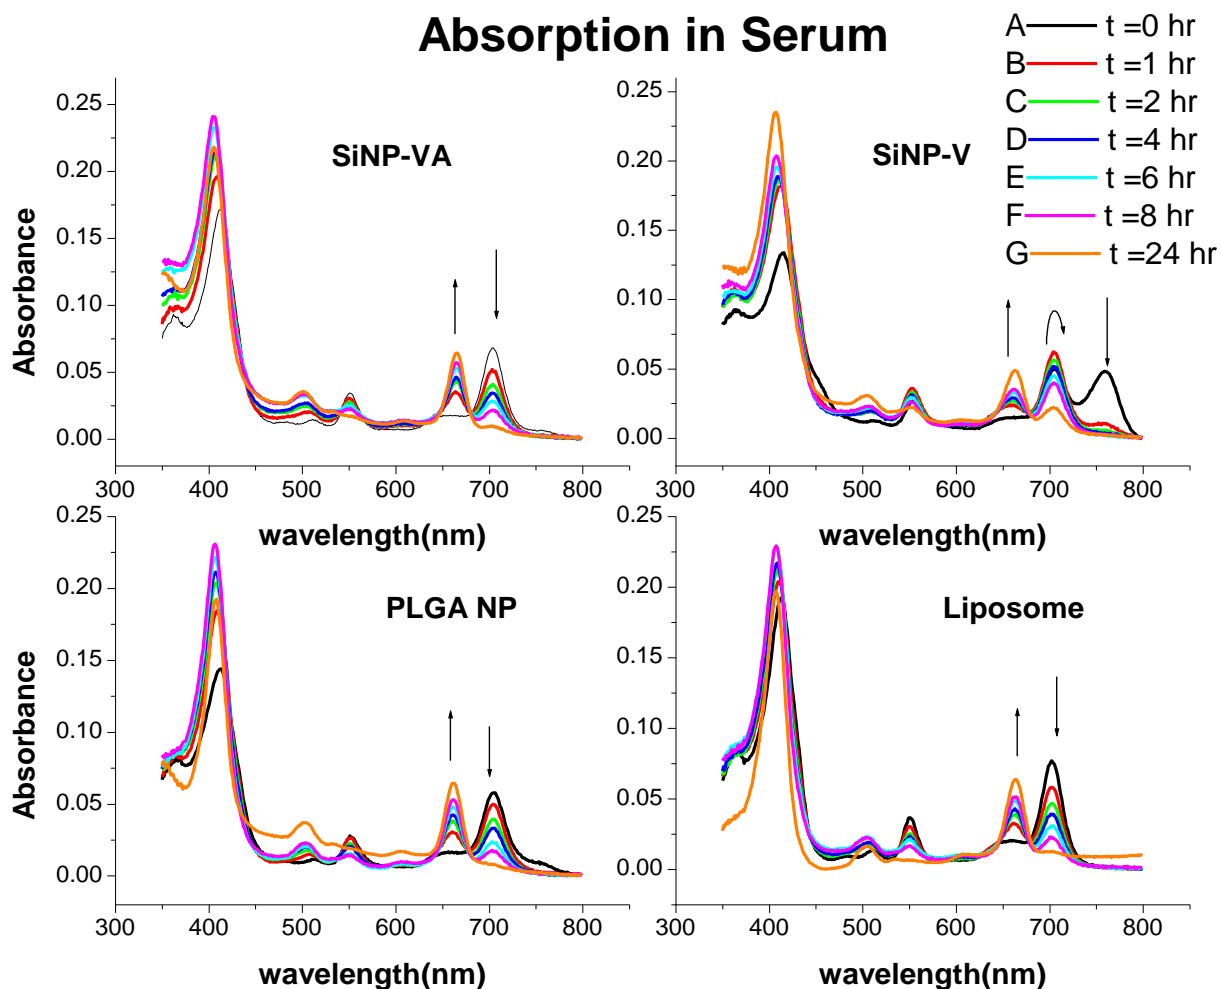 Absorption in Serum
A t =0 hr
B t =1 hr
C t =2 hr
D t =4 hr
E t =6 hr
F t =8 hr
G t =24 hr
SiNP-VA
Absorbance
0.25
0.20
0.15
0.10
0.05
0.00
300 400 500 600 700 800
wavelength(nm)
SiNP-V
0.25
0.20
0.15
0.10
0.05
0.00
300 400 500 600 700 800
wavelength(nm)
PLGA NP
Absorbance
0.25
0.20
0.15
0.10
0.05
0.00
300 400 500 600 700 800
wavelength(nm)
Liposome
0.25
0.20
0.15
0.10
0.05
0.00
300 400 500 600 700 800
wavelength(nm)